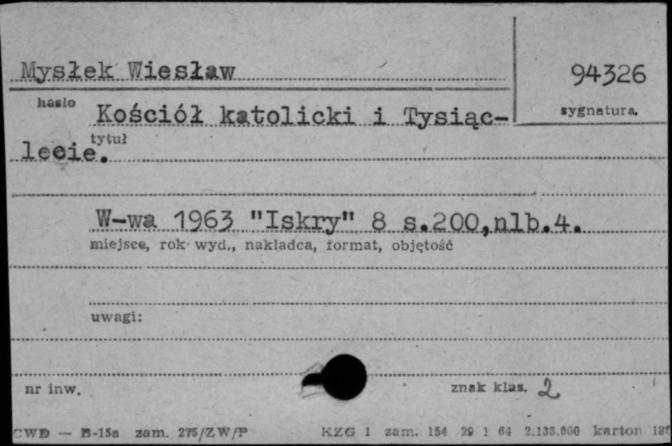 Mysłek Wiesław
94326
hasło
sygnatura.
Kościół katolicki i Tysiąc-
tytuł
lecie.
W-wa 1963 "Iskry" 8 s.200,nlb.4.
miejsce, rok wyd., nakładca, format, objętość
uwagi:
nr inw.
znak klas. 2
CWD — B-15a zam. 275/ZW/P
KZG 1 zam. 154 29 1 64 2.133.000 karton